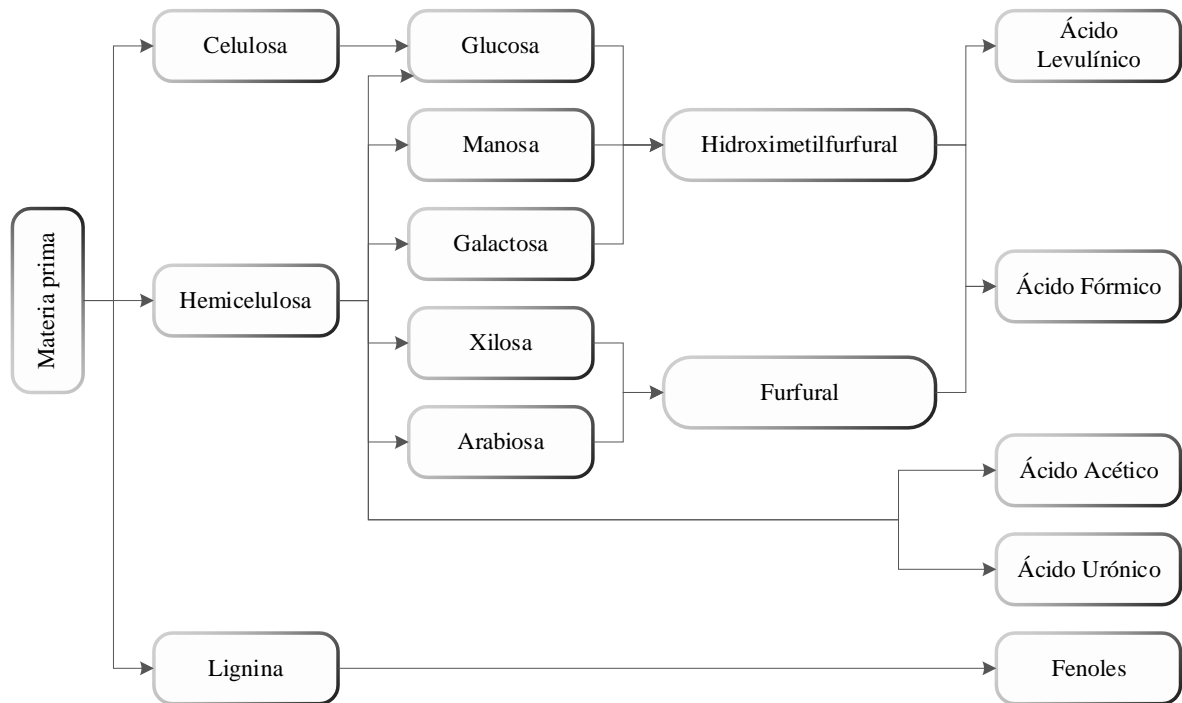 Materia prima
Celulosa
Hemicelulosa
Lignina
Glucosa
Manosa
Galactosa
Xilosa
Arabiosa
Hidroximetilfurfural
Furfural
Ácido
Levulínico
Ácido Fórmico
Ácido Acético
Ácido Urónico
Fenoles